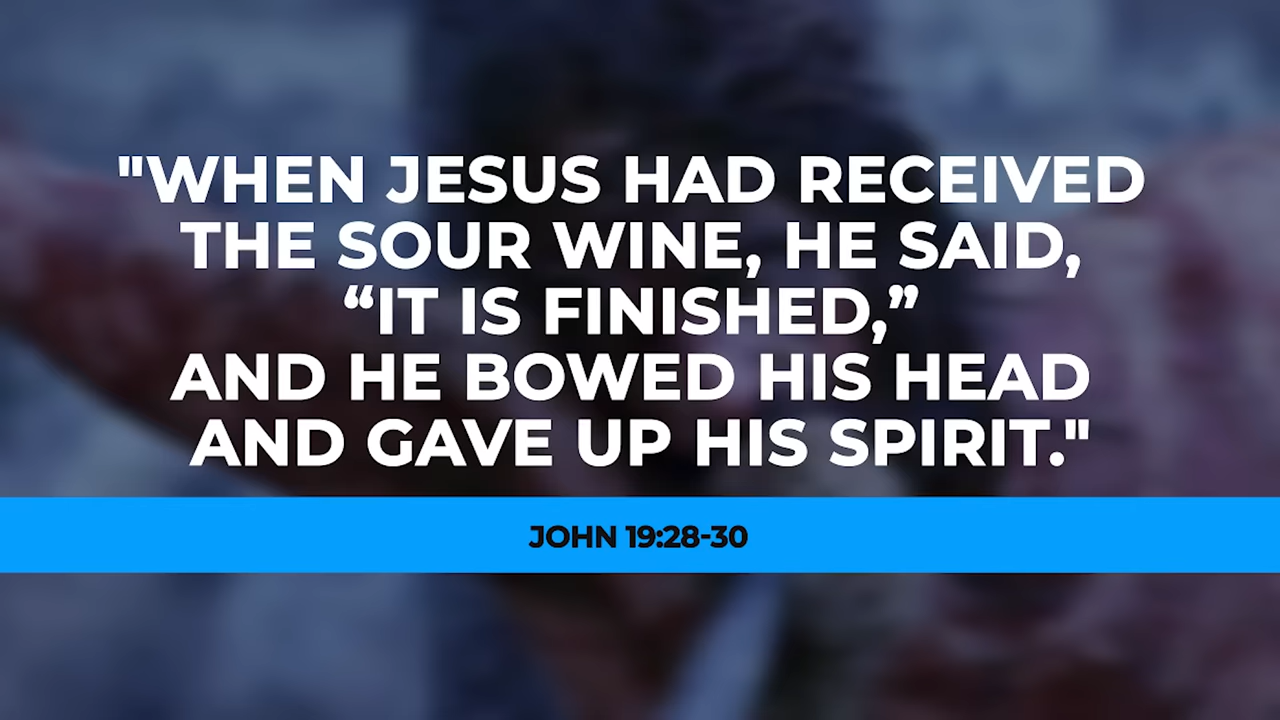 "WHEN JESUS HAD RECEIVED
THE SOUR WINE, HE SAID,
“IT IS FINISHED,”
AND HE BOWED HIS HEAD
AND GAVE UP HIS SPIRIT."
JOHN 19:28-30